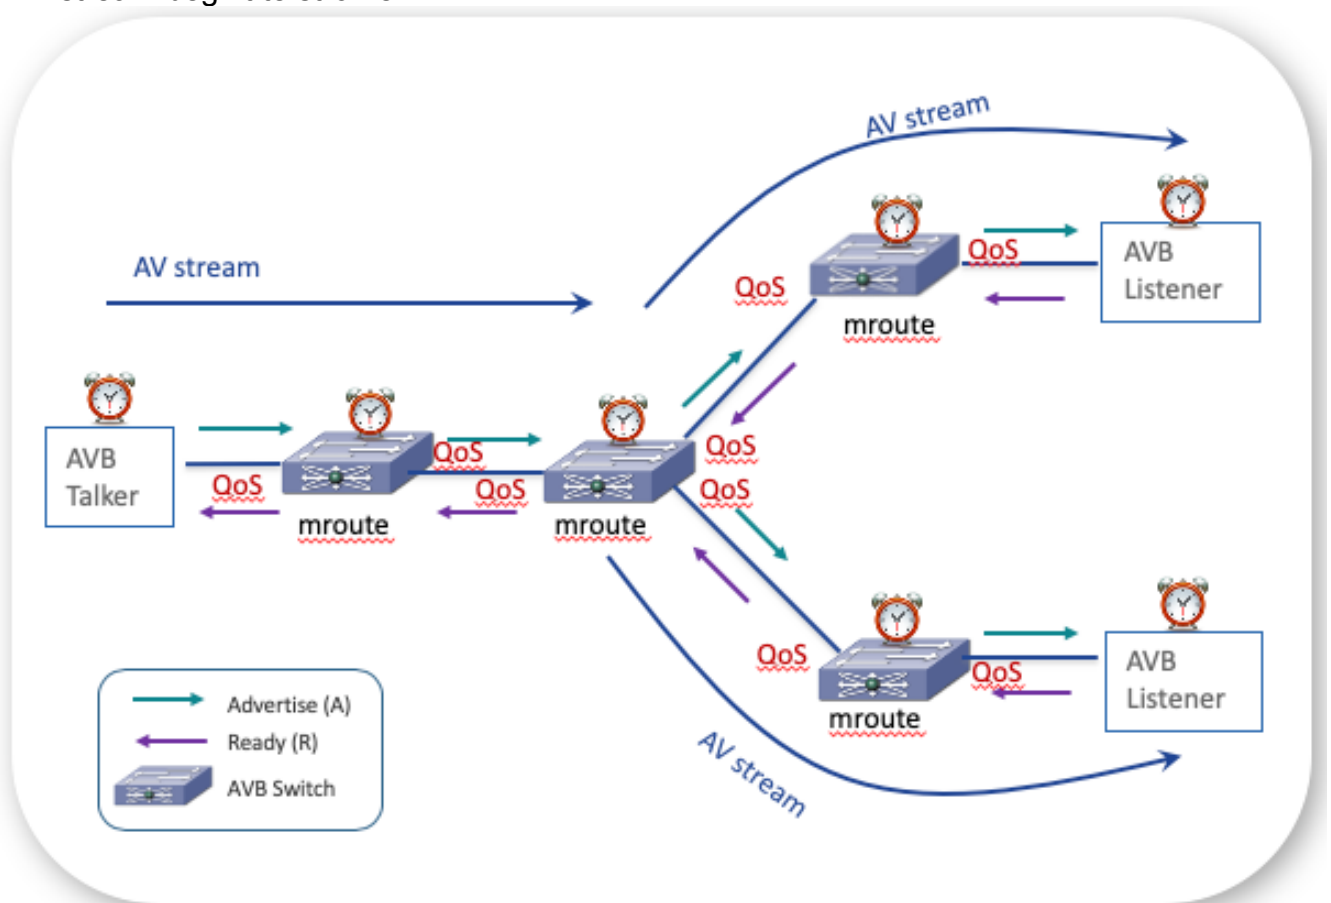 AV stream
AV stream
QoS
AVB
Listener
QoS
mroute
AVB
Talker
QoS
mroute
QoS
QoS
mroute
QoS
QoS
QoS
mroute
QoS
AVB
Listener
AV stream
Advertise (A)
Ready (R)
AVB Switch